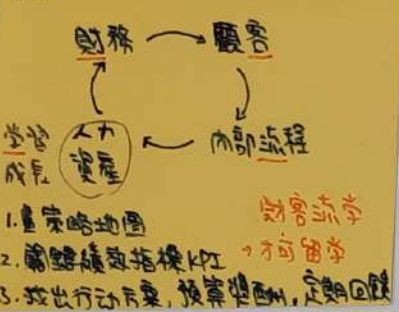 財務 顧客
學習 人力 內部流程
成長 資產
1.畫策略地圖
財客流學
2.關鍵績效指標KPI
→才可留学
3.找出行动方案,預算獎酬,定期回饋